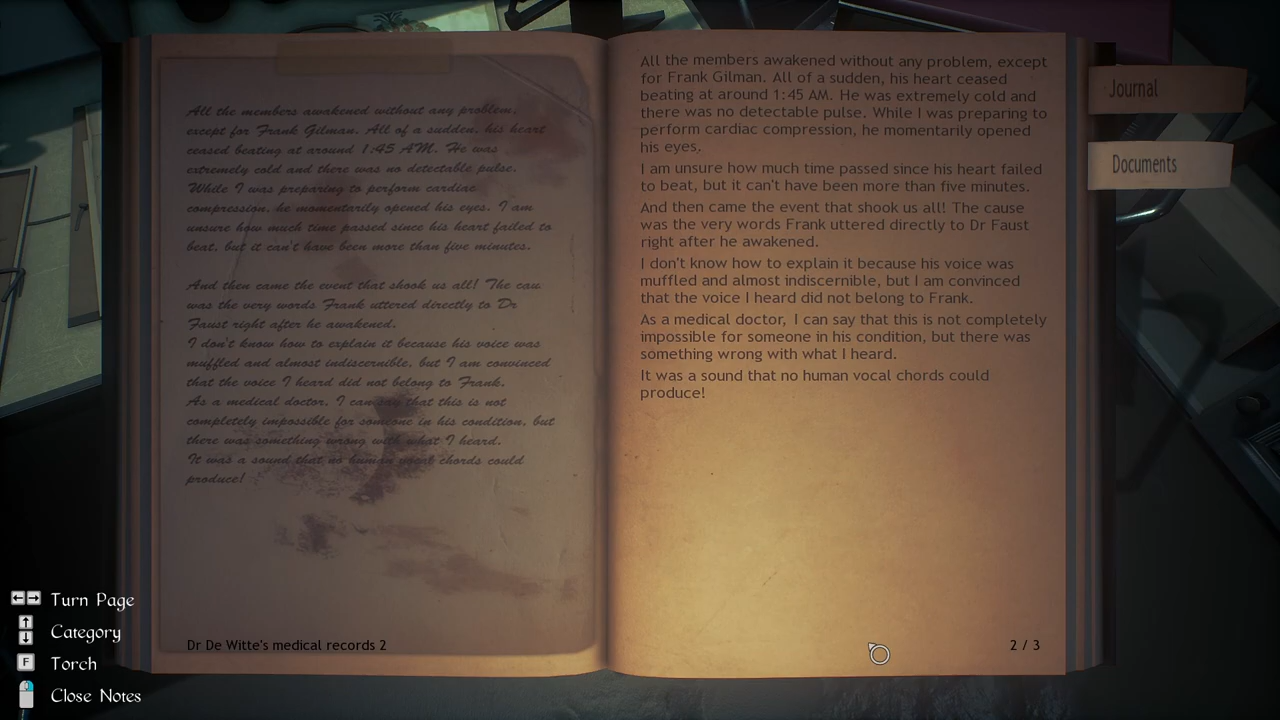 All the members awakened without any problem,
except for Frank Gilman. All of a sudden, his heart
ceased beating at around 1:45 AM. He was
extremely cold and there was no detectable pulse.
While I was preparing to perform cardiac
compression, he momentarily opened his eyes. I am
unsure how much time passed since his heart failed to
beat, but it can't have been more than five minutes.
And then came the event that shook us all! The cau
was the very words Frank uttered directly to Dr
Faust right after he awakened.
I don't know how to explain it because his voice was
muffled and almost indiscernible, but I am convinced
that the voice I heard did not belong to Frank.
As a medical doctor, I can say that this is not
completely impossible for someone in his condition, but
there was something wrong with what I heard.
It was a sound that no human vocal chords could
produce!
Dr De Witte's medical records 2
All the members awakened without any problem, except
for Frank Gilman. All of a sudden, his heart ceased
beating at around 1:45 AM. He was extremely cold and
there was no detectable pulse. While I was preparing to
perform cardiac compression, he momentarily opened
his eyes.
I am unsure how much time passed since his heart failed
to beat, but it can't have been more than five minutes.
And then came the event that shook us all! The cause
was the very words Frank uttered directly to Dr Faust
right after he awakened.
I don't know how to explain it because his voice was
muffled and almost indiscernible, but I am convinced
that the voice I heard did not belong to Frank.
As a medical doctor, I can say that this is not completely
impossible for someone in his condition, but there was
something wrong with what I heard.
It was a sound that no human vocal chords could
produce!
2 / 3
Journal
Documents
Turn Page
Category
F Torch
Close Notes